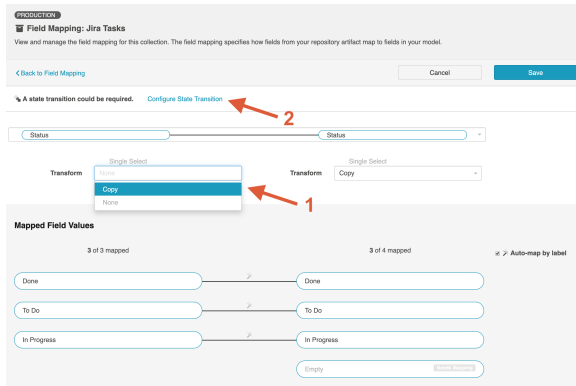 PRODUCTION
Field Mapping: Jira Tasks
View and manage the field mapping for this collection. The field mapping specifies how fields from your repository artifact map to fields in your model.
Back to Field Mapping
Cancel
Save
A state transition could be required. Configure State Transition
2
Status
Status
Single Select
Single Select
Transform
None
Transform
Copy
Copy
None
1
Mapped Field Values
3 of 3 mapped
3 of 4 mapped
Auto-map by label
Done
Done
To Do
To Do
In Progress
In Progress
Empty